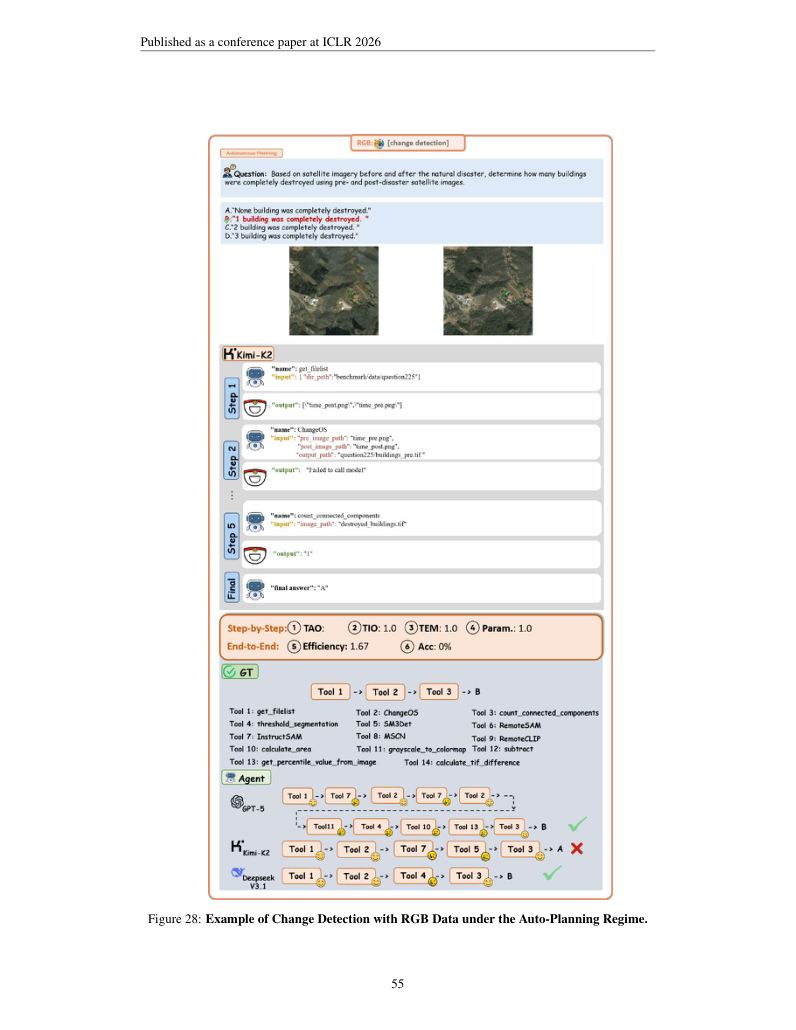 Published as a conference paper at ICLR 2026
RGB: [change detection]
Autonomous Planning
Question: Based on satellite imagery before and after the natural disaster, determine how many buildings
were completely destroyed using pre- and post-disaster satellite images.
A."None building was completely destroyed."
B."1 building was completely destroyed. "
C."2 building was completely destroyed. "
D."3 building was completely destroyed."
Kimi-K2
Step 1
"name": get_filelist
"input": { "dir_path":"benchmark/data/question225"}
"output": [\"time_post.png\",\"time_pre.png\"]
Step 2
"name": ChangeOS
"input": "pre_image_path": "time_pre.png",
"post_image_path": "time_post.png",
"output_path": "question225/buildings_pre.tif"
"output": "Failed to call model"
⋮
Step 5
"name": count_connected_components
"input": "image_path": "destroyed_buildings.tif"
"output": "1"
Final
"final answer": "A"
Step-by-Step: 1 TAO: 2 TIO: 1.0 3 TEM: 1.0 4 Param.: 1.0
End-to-End: 5 Efficiency: 1.67 6 Acc: 0%
GT
Tool 1 -> Tool 2 -> Tool 3 -> B
Tool 1: get_filelist Tool 2: ChangeOS Tool 3: count_connected_components
Tool 4: threshold_segmentation Tool 5: SM3Det Tool 6: RemoteSAM
Tool 7: InstructSAM Tool 8: MSCN Tool 9: RemoteCLIP
Tool 10: calculate_area Tool 11: grayscale_to_colormap Tool 12: subtract
Tool 13: get_percentile_value_from_image Tool 14: calculate_tif_difference
Agent
GPT-5 Tool 1 -> Tool 7 -> Tool 2 -> Tool 7 -> Tool 2
Tool11 -> Tool 4 -> Tool 10 -> Tool 13 -> Tool 3 -> B
Kimi-K2 Tool 1 -> Tool 2 -> Tool 7 -> Tool 5 -> Tool 3 -> A
Deepseek V3.1 Tool 1 -> Tool 2 -> Tool 4 -> Tool 3 -> B
Figure 28: Example of Change Detection with RGB Data under the Auto-Planning Regime.
55